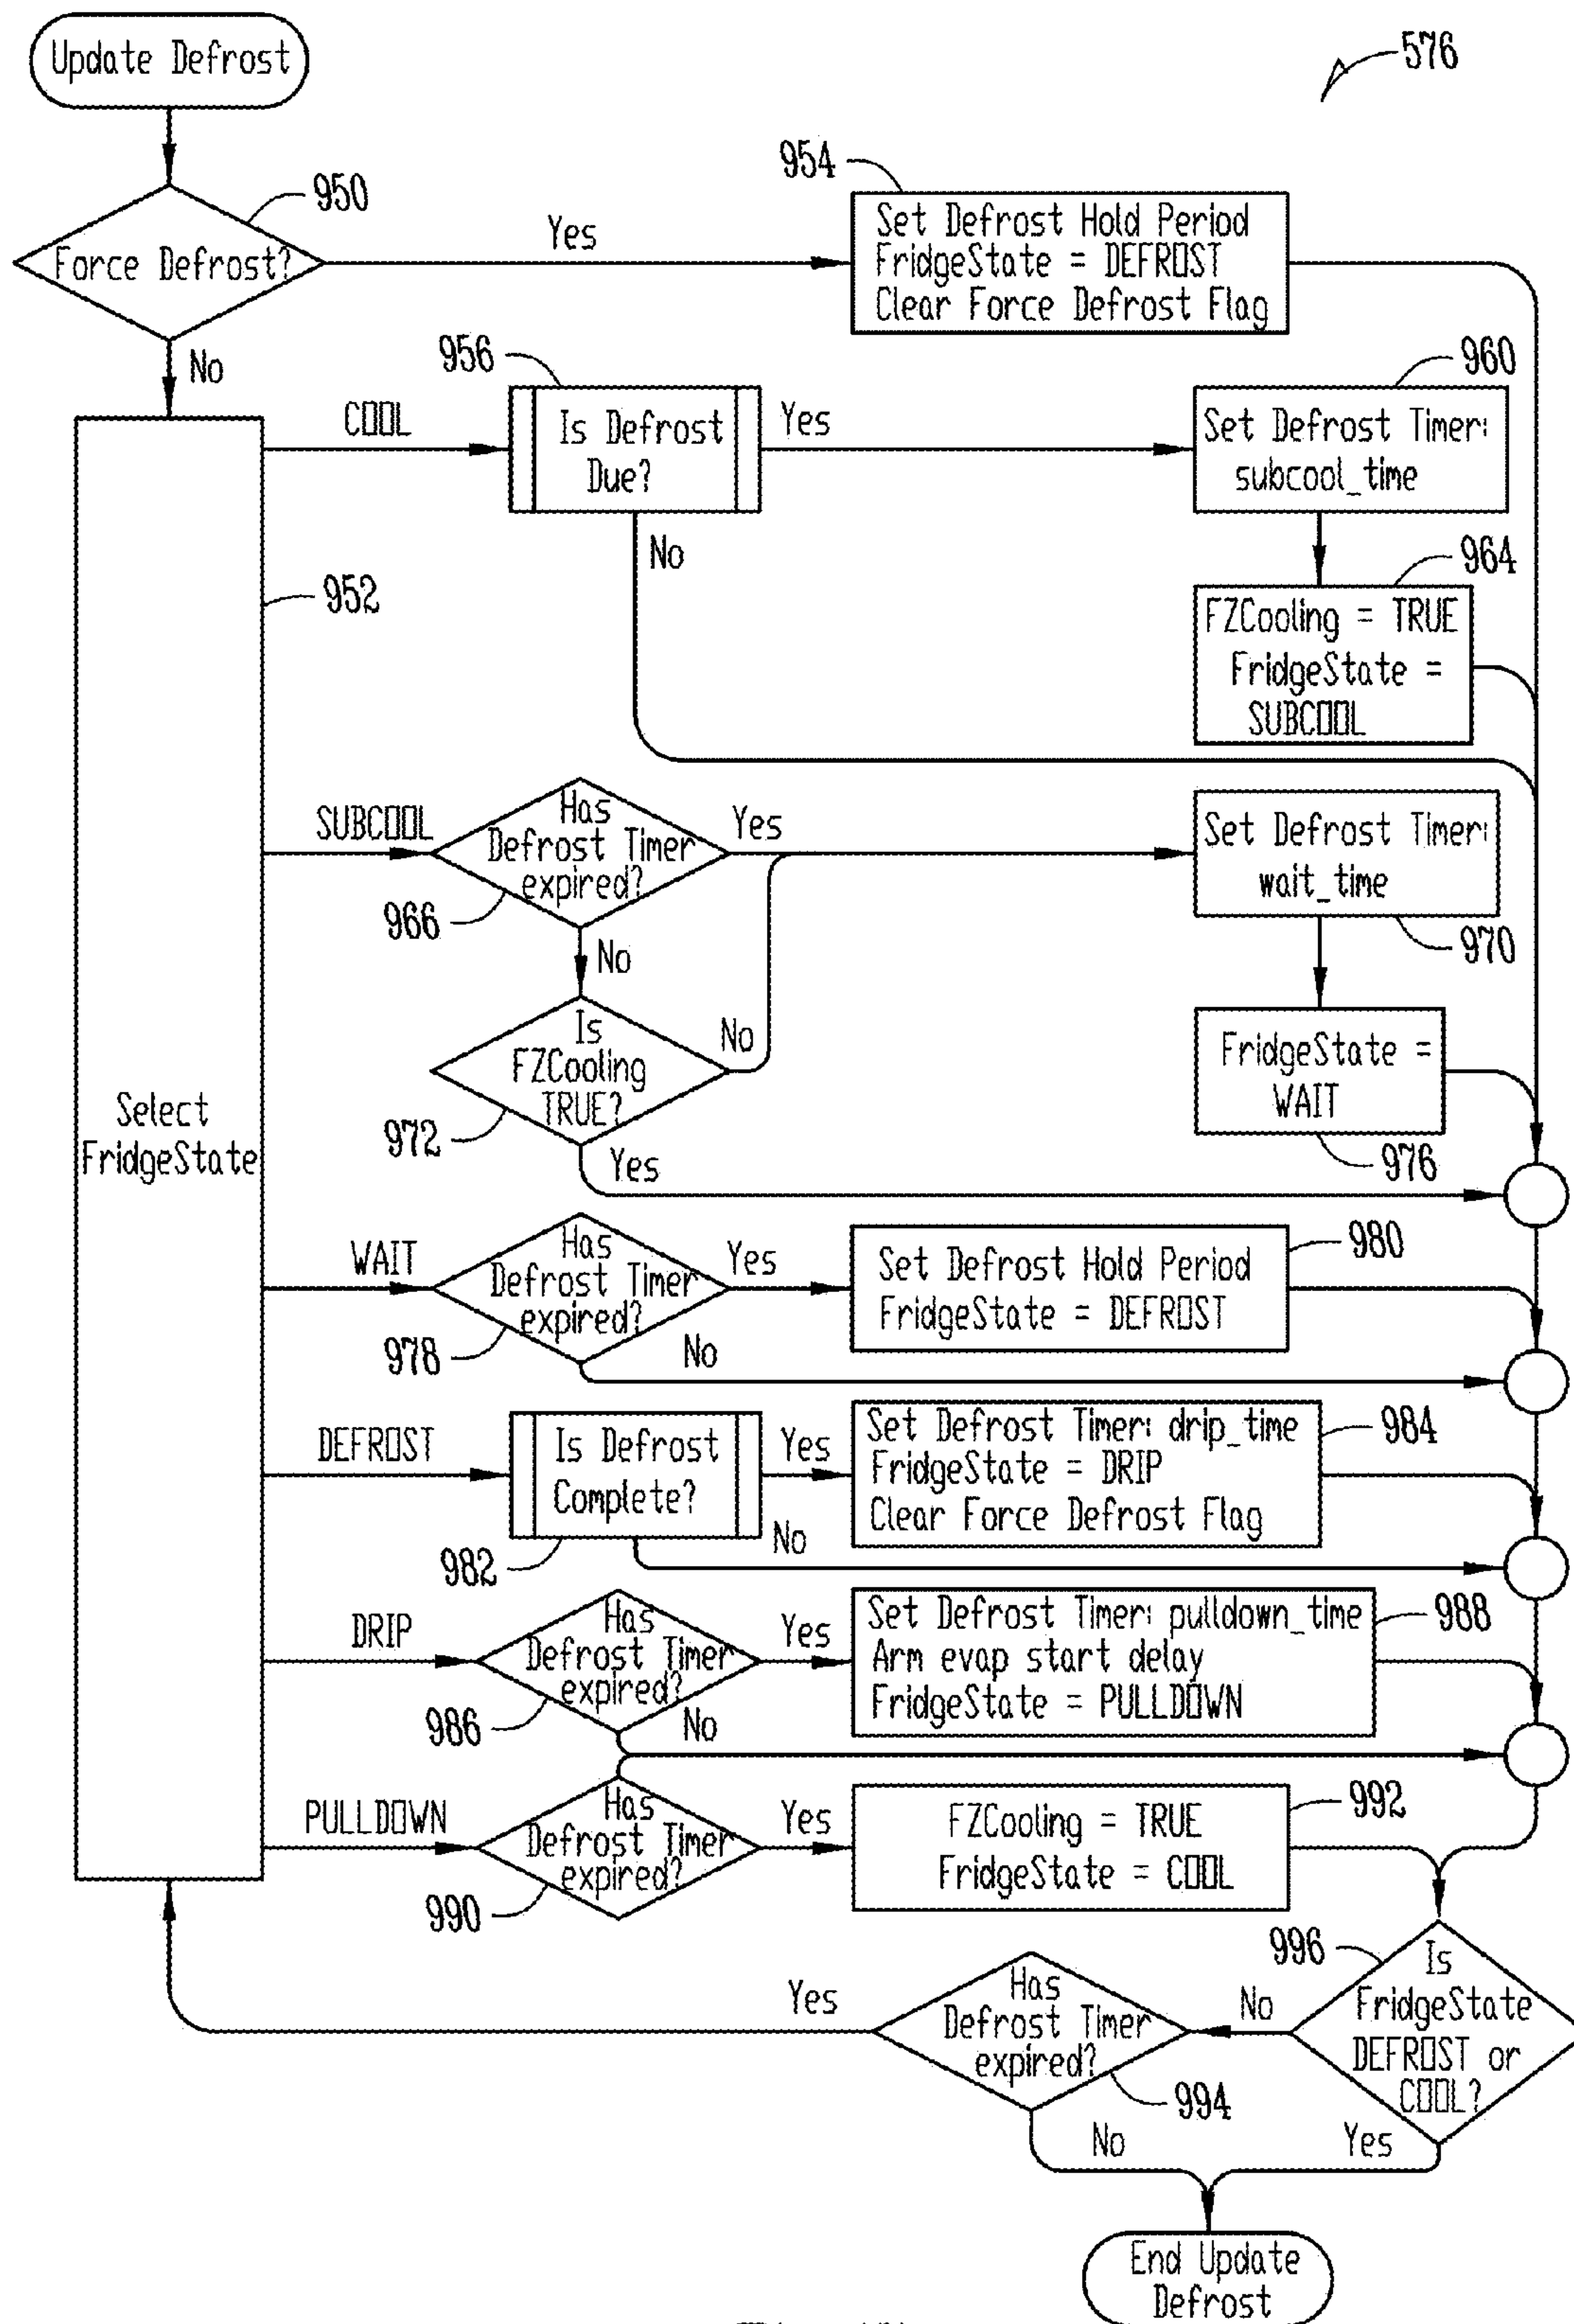 Update Defrost
576
950
Force Defrost?
Yes
954
Set Defrost Hold Period
FridgeState = DEFROST
Clear Force Defrost Flag
No
952
Select
FridgeState
COOL
956
Is Defrost
Due?
Yes
No
960
Set Defrost Timer:
subcool_time
964
FZCooling = TRUE
FridgeState =
SUBCOOL
SUBCOOL
Has
Defrost Timer
expired?
966
Yes
No
Set Defrost Timer:
wait_time
970
Is
FZCooling
TRUE?
972
No
Yes
FridgeState =
WAIT
976
WAIT
Has
Defrost Timer
expired?
978
Yes
No
Set Defrost Hold Period
FridgeState = DEFROST
980
DEFROST
Is Defrost
Complete?
982
Yes
No
Set Defrost Timer: drip_time
FridgeState = DRIP
Clear Force Defrost Flag
984
DRIP
Has
Defrost Timer
expired?
986
Yes
No
Set Defrost Timer: pulldown_time
Arm evap start delay
FridgeState = PULLDOWN
988
PULLDOWN
Has
Defrost Timer
expired?
990
Yes
FZCooling = TRUE
FridgeState = COOL
992
996
Is
FridgeState
DEFROST or
COOL?
No
Yes
Has
Defrost Timer
expired?
994
Yes
No
End Update
Defrost